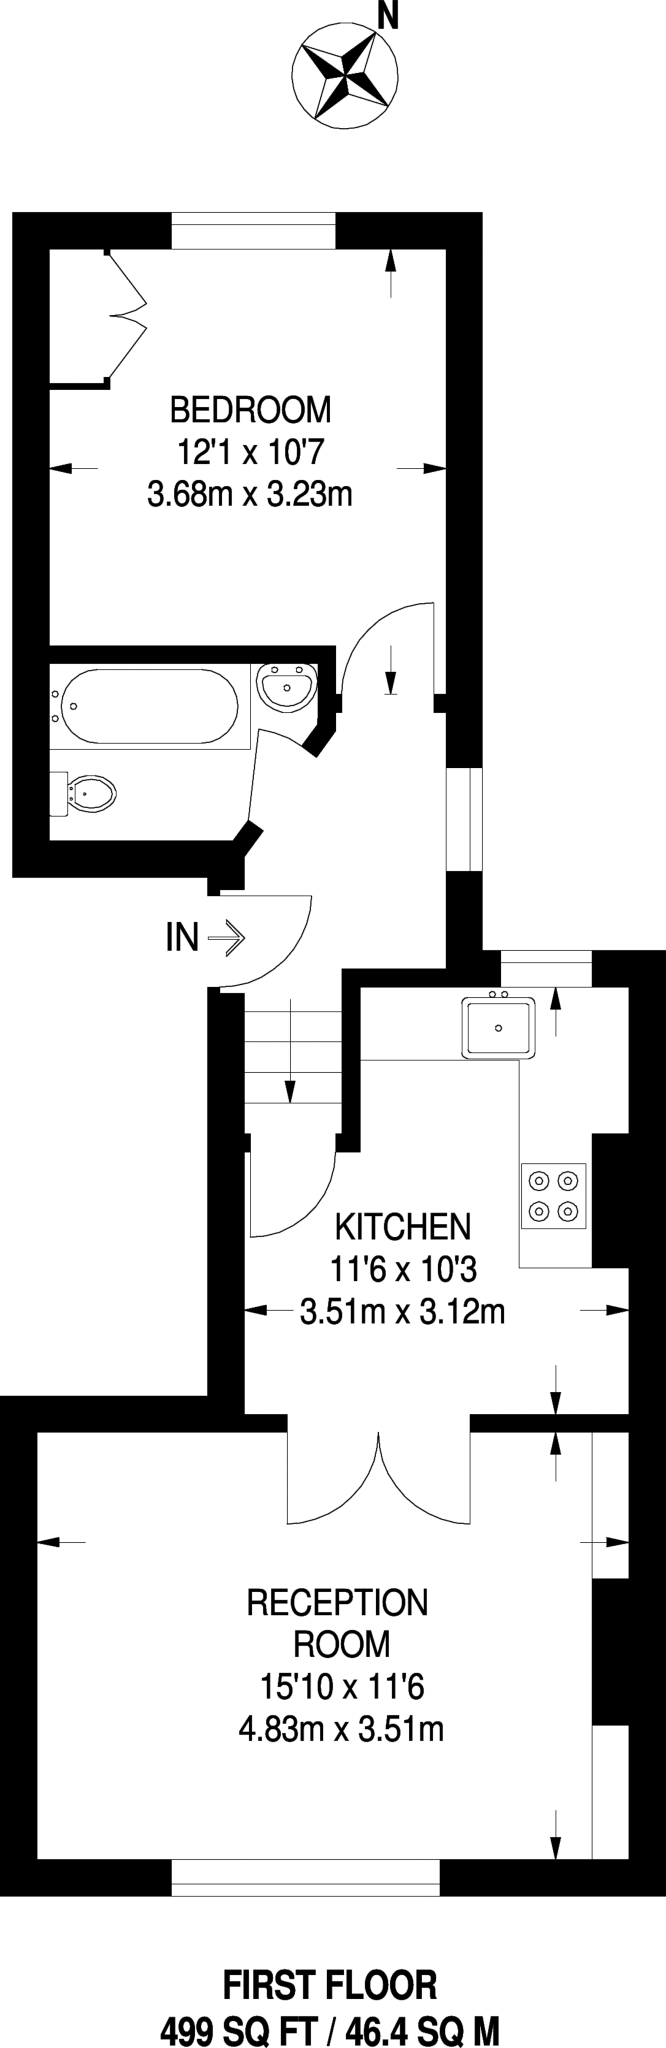 N
BEDROOM
12'1 x 10'7
3.68m x 3.23m
IN
KITCHEN
11'6 x 10'3
3.51m x 3.12m
RECEPTION
ROOM
15'10 x 11'6
4.83m x 3.51m
FIRST FLOOR
499 SQ FT / 46.4 SQ M